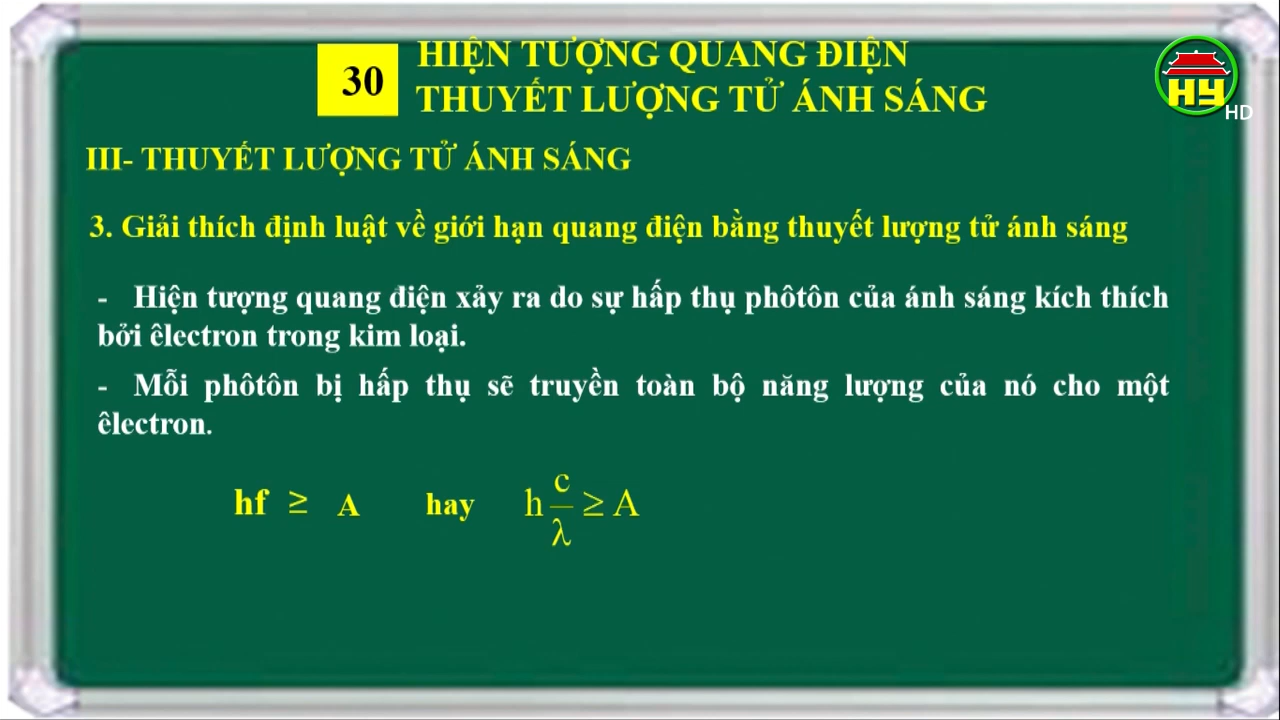 30
HIỆN TƯỢNG QUANG ĐIỆN
THUYẾT LƯỢNG TỬ ÁNH SÁNG
HY
HD
III- THUYẾT LƯỢNG TỬ ÁNH SÁNG
3. Giải thích định luật về giới hạn quang điện bằng thuyết lượng tử ánh sáng
- Hiện tượng quang điện xảy ra do sự hấp thụ phôtôn của ánh sáng kích thích
bởi êlectron trong kim loại.
- Mỗi phôtôn bị hấp thụ sẽ truyền toàn bộ năng lượng của nó cho một
êlectron.
hf ≥ A hay h c/λ ≥ A